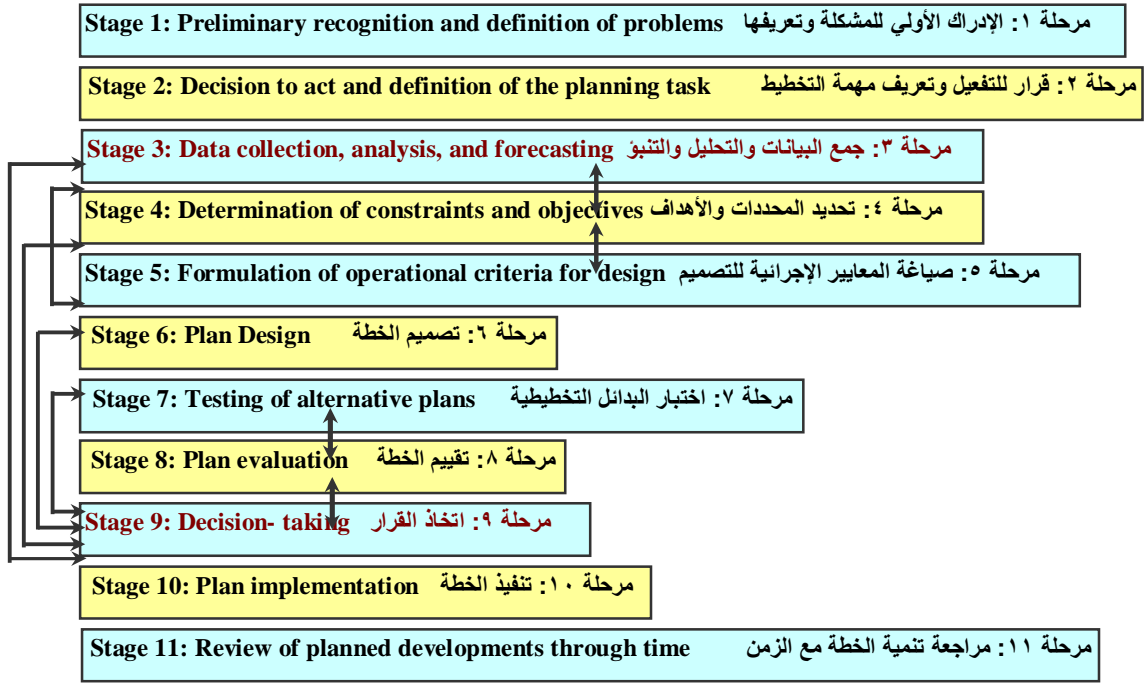 Stage 1: Preliminary recognition and definition of problems مرحلة ١: الإدراك الأولي للمشكلة وتعريفها
Stage 2: Decision to act and definition of the planning task مرحلة ٢: قرار للتفعيل وتعريف مهمة التخطيط
Stage 3: Data collection, analysis, and forecasting مرحلة ٣: جمع البيانات والتحليل والتنبؤ
Stage 4: Determination of constraints and objectives مرحلة ٤: تحديد المحددات والأهداف
Stage 5: Formulation of operational criteria for design مرحلة ٥: صياغة المعايير الإجرائية للتصميم
Stage 6: Plan Design مرحلة ٦: تصميم الخطة
Stage 7: Testing of alternative plans مرحلة ٧: اختبار البدائل التخطيطية
Stage 8: Plan evaluation مرحلة ٨: تقييم الخطة
Stage 9: Decision- taking مرحلة ٩: اتخاذ القرار
Stage 10: Plan implementation مرحلة ١٠: تنفيذ الخطة
Stage 11: Review of planned developments through time مرحلة ١١: مراجعة تنمية الخطة مع الزمن